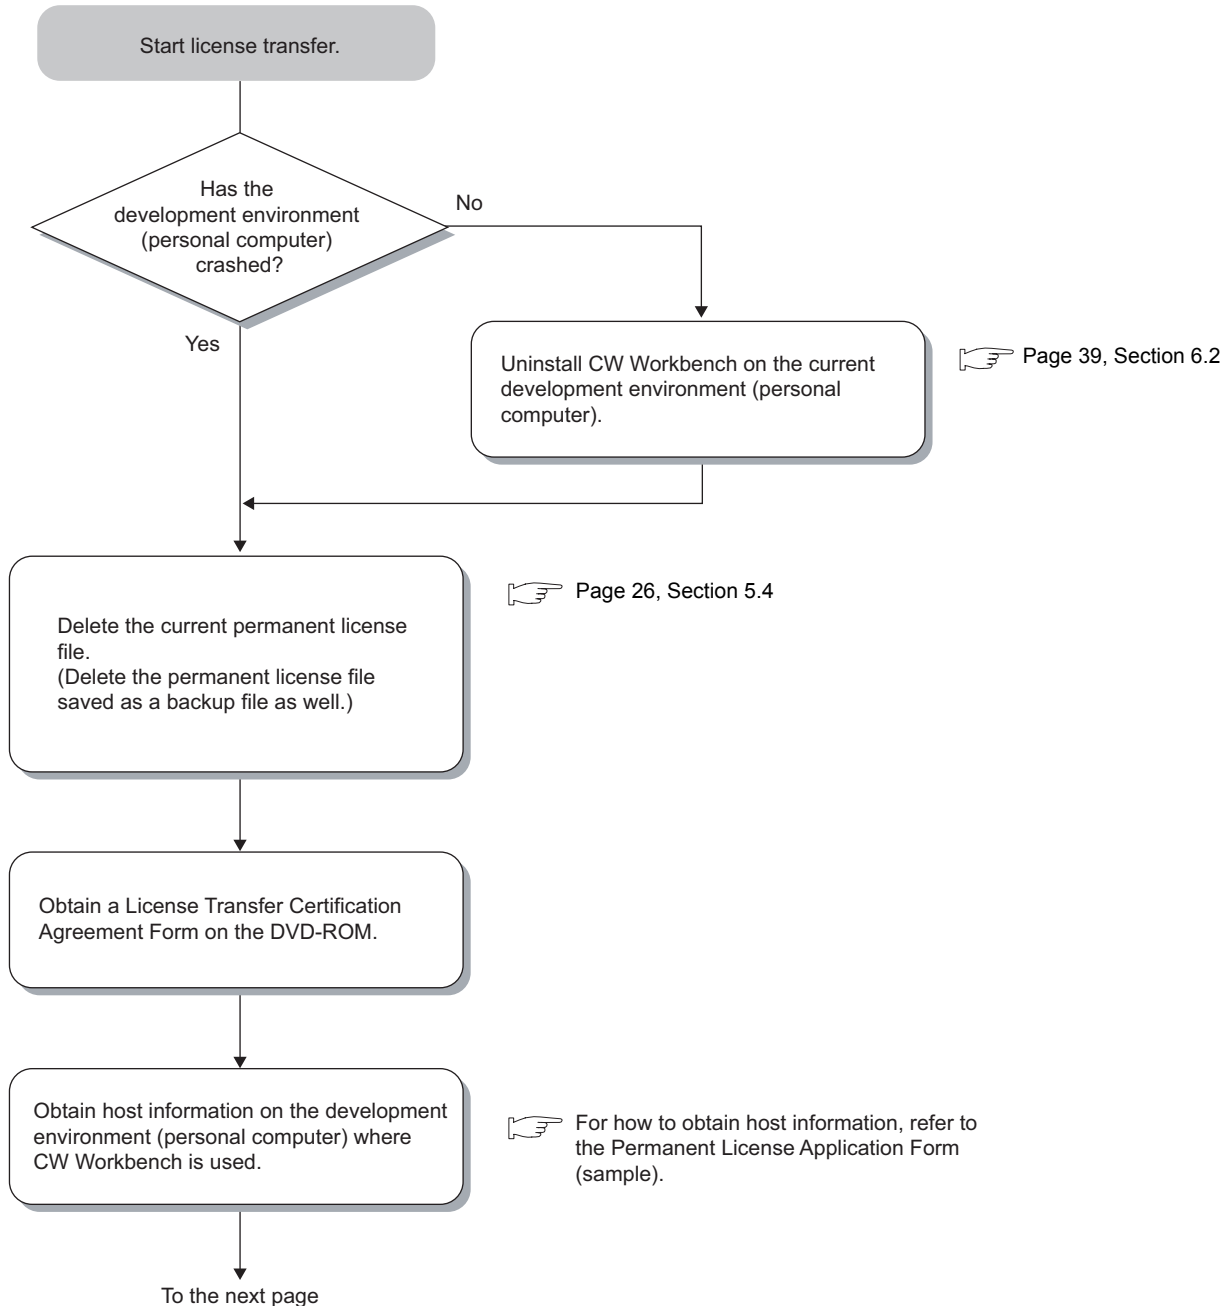 Start license transfer.
Has the
development environment
(personal computer)
crashed?
No
Yes
Uninstall CW Workbench on the current
development environment (personal
computer).
Page 39, Section 6.2
Delete the current permanent license
file.
(Delete the permanent license file
saved as a backup file as well.)
Page 26, Section 5.4
Obtain a License Transfer Certification
Agreement Form on the DVD-ROM.
Obtain host information on the development
environment (personal computer) where
CW Workbench is used.
For how to obtain host information, refer to
the Permanent License Application Form
(sample).
To the next page